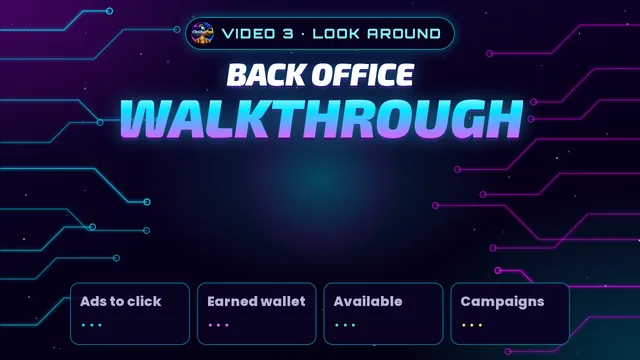 VIDEO 3 · LOOK AROUND
BACK OFFICE
WALKTHROUGH
Ads to click
...
Earned wallet
...
Available
...
Campaigns
...